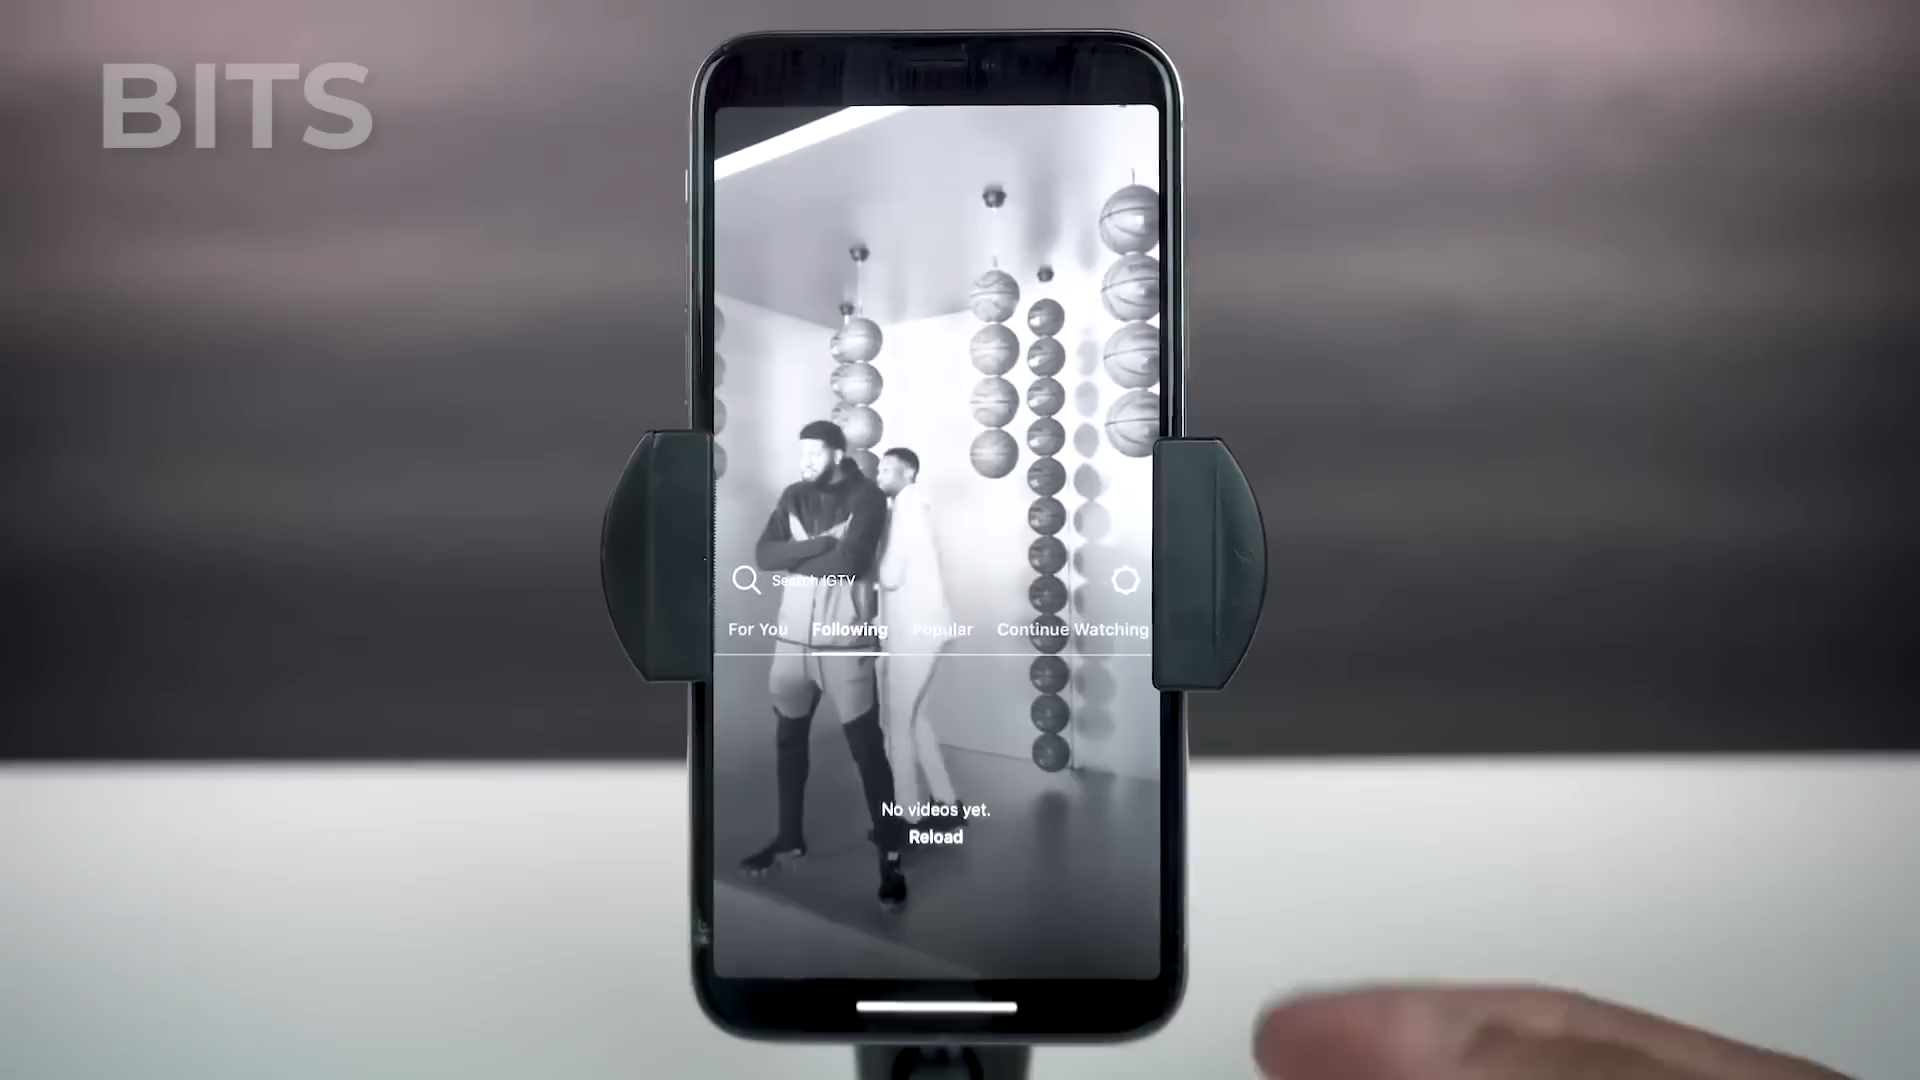 BITS
Search IGTV
For You Following Popular Continue Watching
No videos yet.
Reload